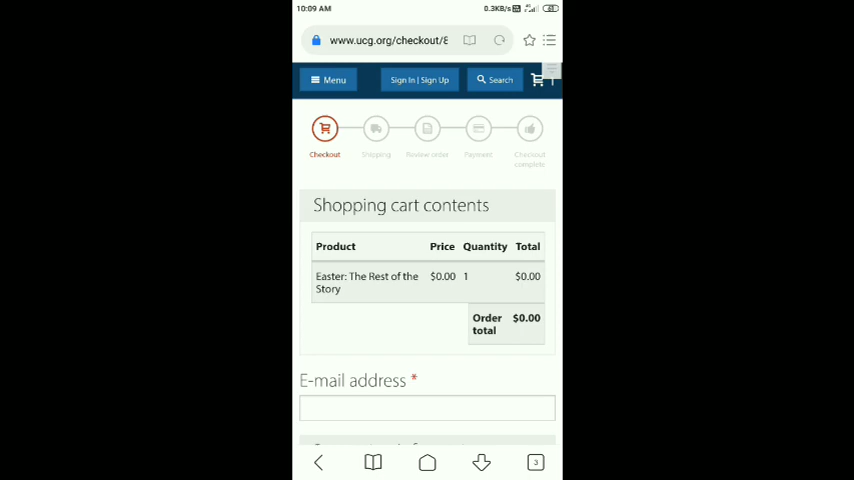 10:09 AM 0.3KB/s
www.ucg.org/checkout/8
Menu Sign In | Sign Up Search
Checkout Shipping Review order Payment Checkout
complete
Shopping cart contents
Product Price Quantity Total
Easter: The Rest of the $0.00 1 $0.00
Story
Order $0.00
total
E-mail address *
3